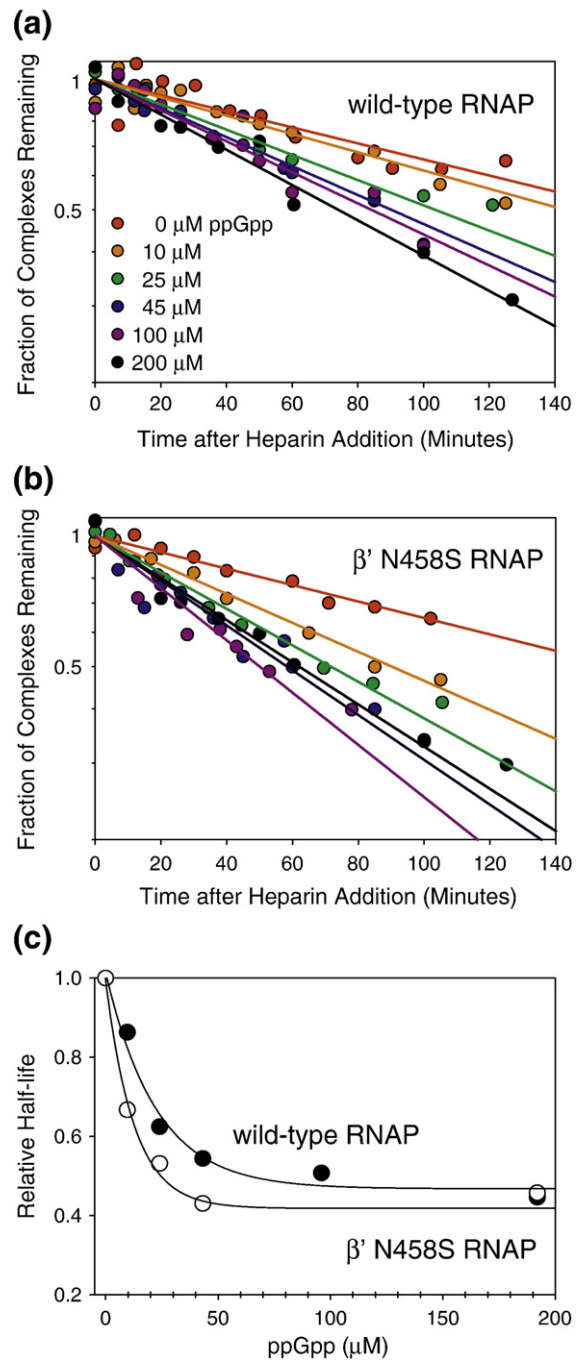 (a)
Fraction of Complexes Remaining
1
0.5
wild-type RNAP
0 μM ppGpp
10 μM
25 μM
45 μM
100 μM
200 μM
0 20 40 60 80 100 120 140
Time after Heparin Addition (Minutes)
(b)
Fraction of Complexes Remaining
1
0.5
β' N458S RNAP
0 20 40 60 80 100 120 140
Time after Heparin Addition (Minutes)
(c)
Relative Half-life
1.0
0.8
0.6
0.4
0.2
wild-type RNAP
β' N458S RNAP
0 50 100 150 200
ppGpp (μM)